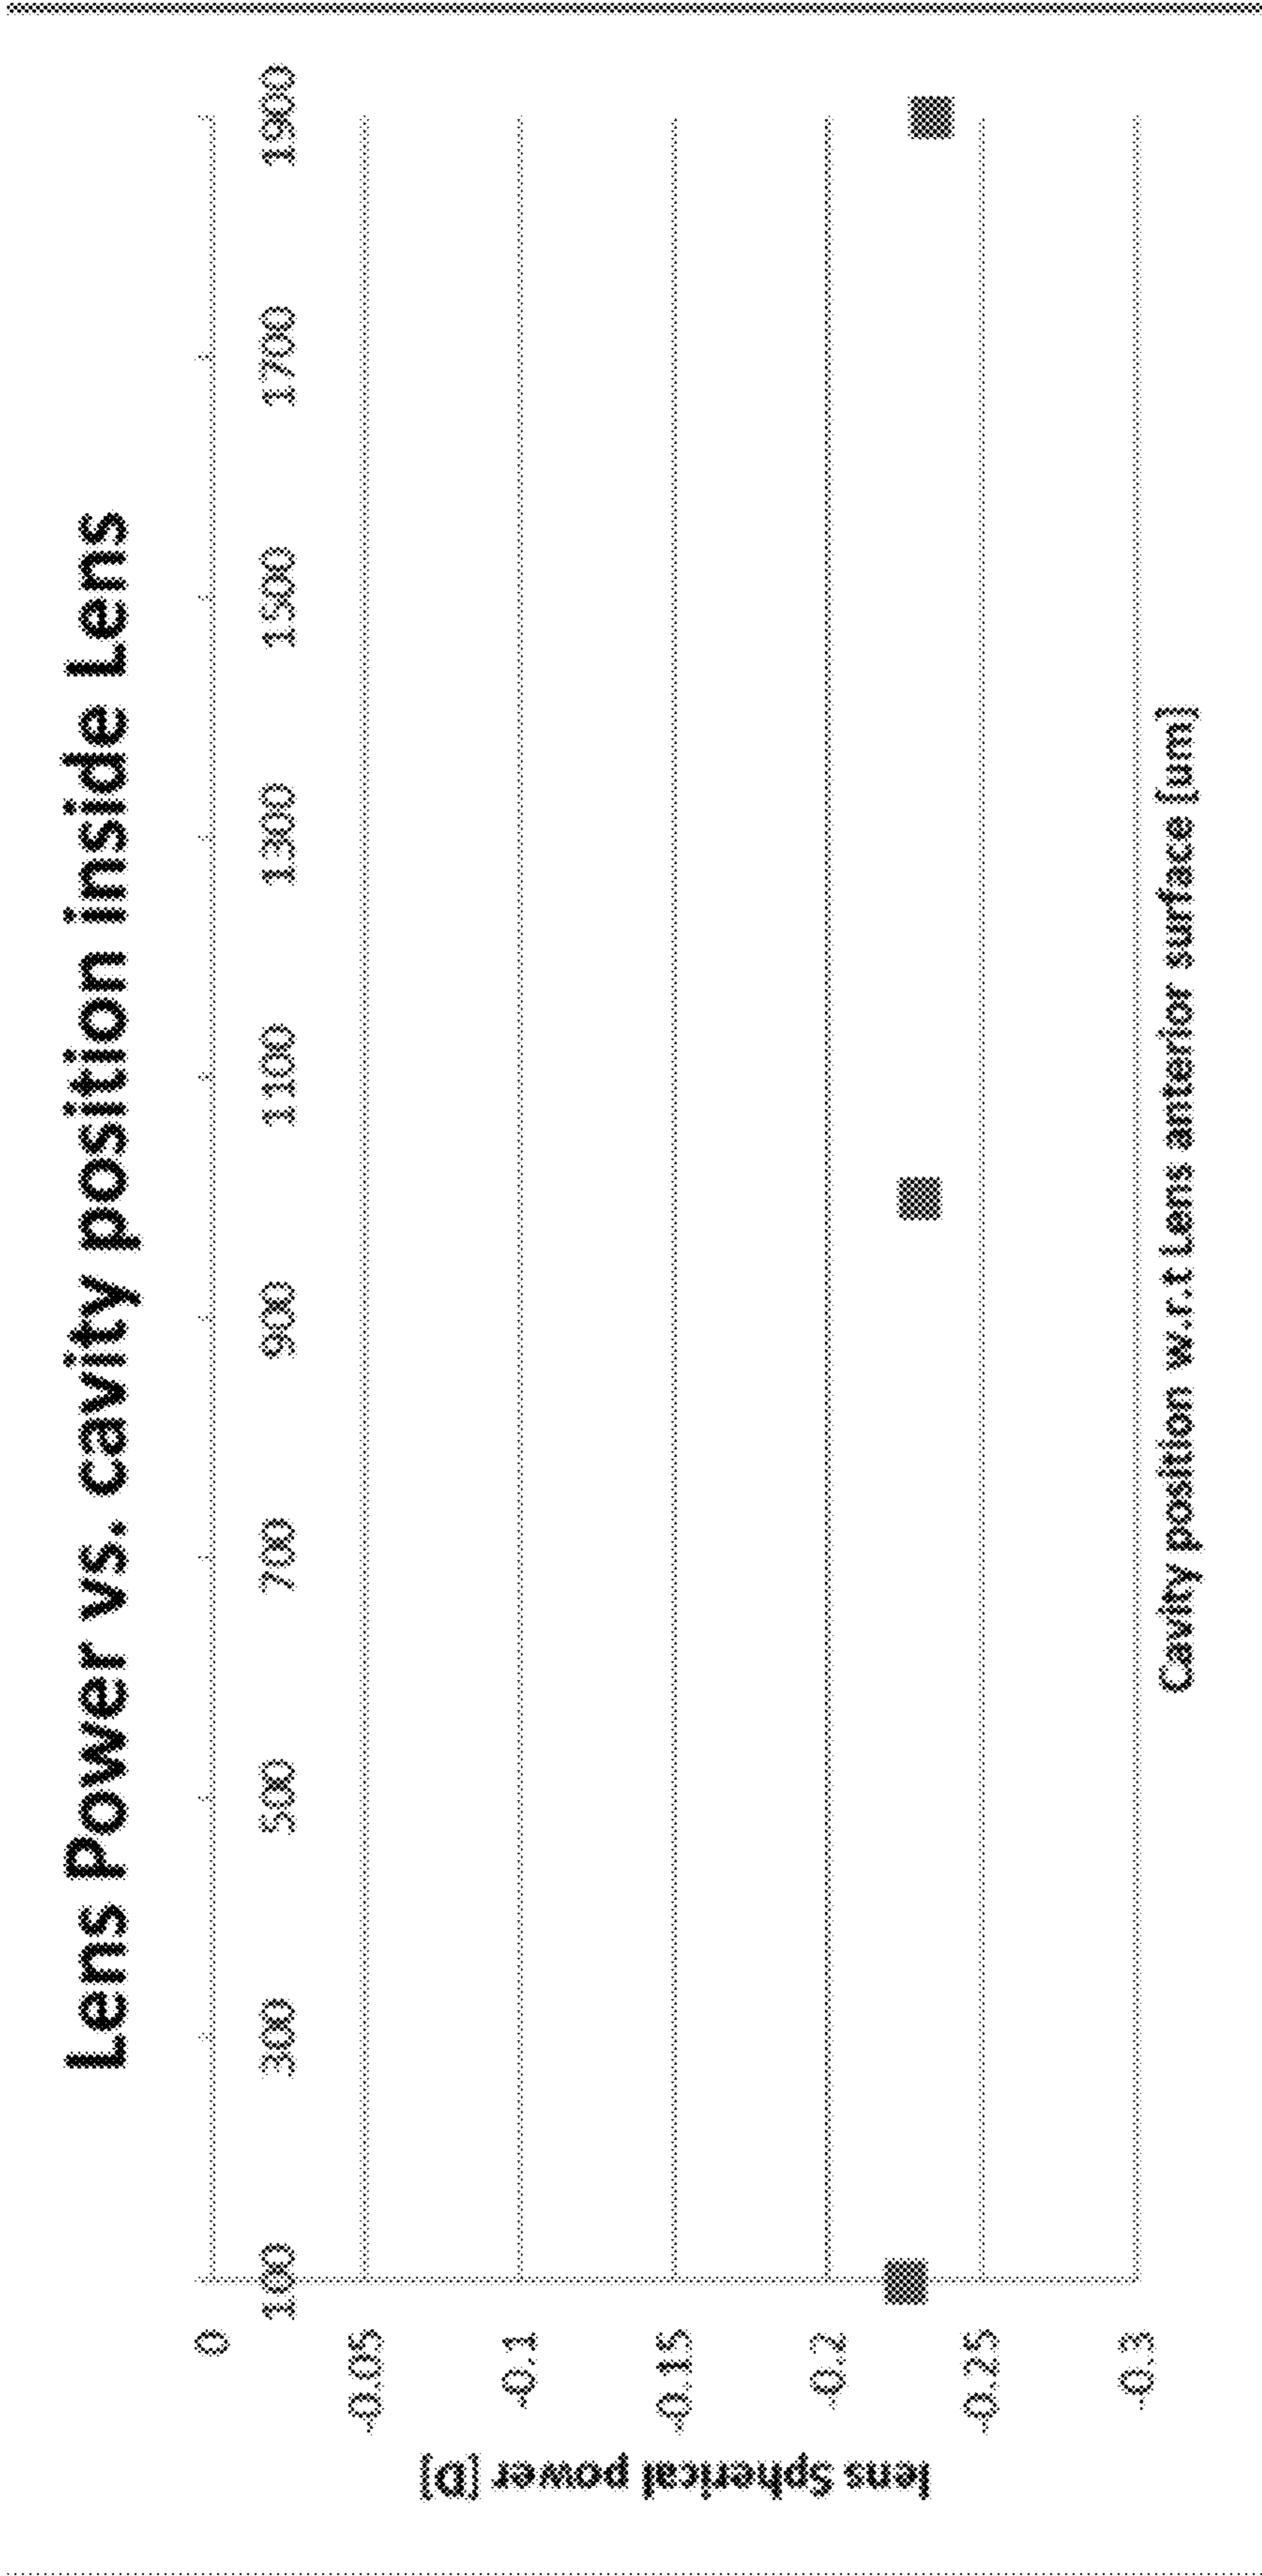 Lens Power vs. cavity position inside Lens
100 300 500 700 900 1100 1300 1500 1700 1900
0
-0.05
-0.1
-0.15
-0.2
-0.25
-0.3
lens Spherical power [D]
Cavity position w.r.t Lens anterior surface [um]